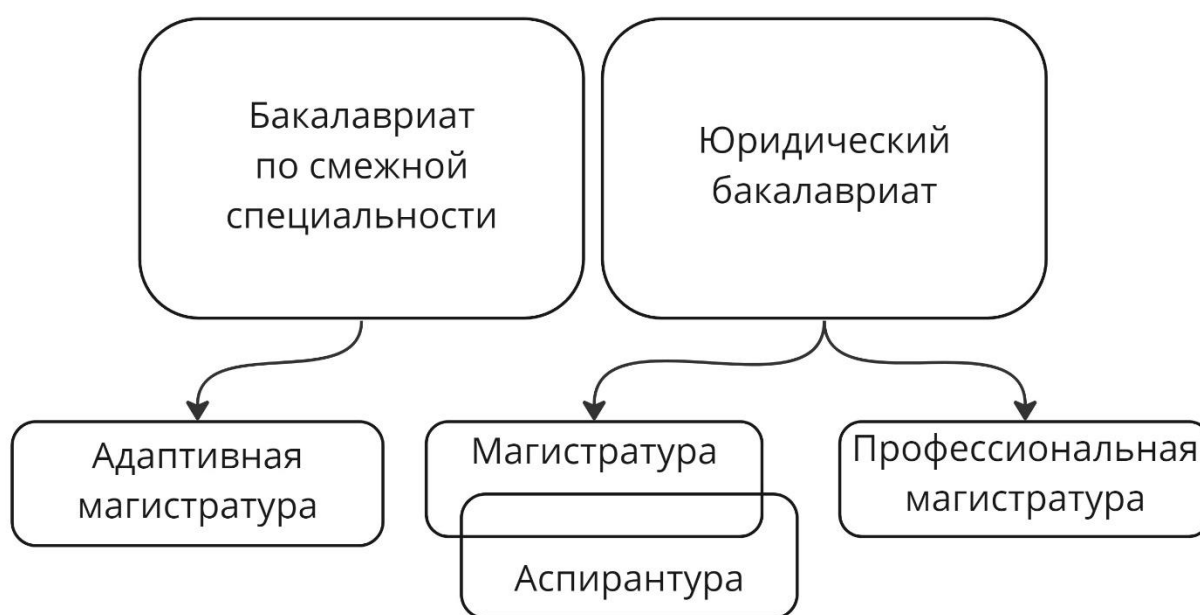 Бакалавриат
по смежной
специальности
Юридический
бакалавриат
Адаптивная
магистратура
Магистратура
Аспирантура
Профессиональная
магистратура